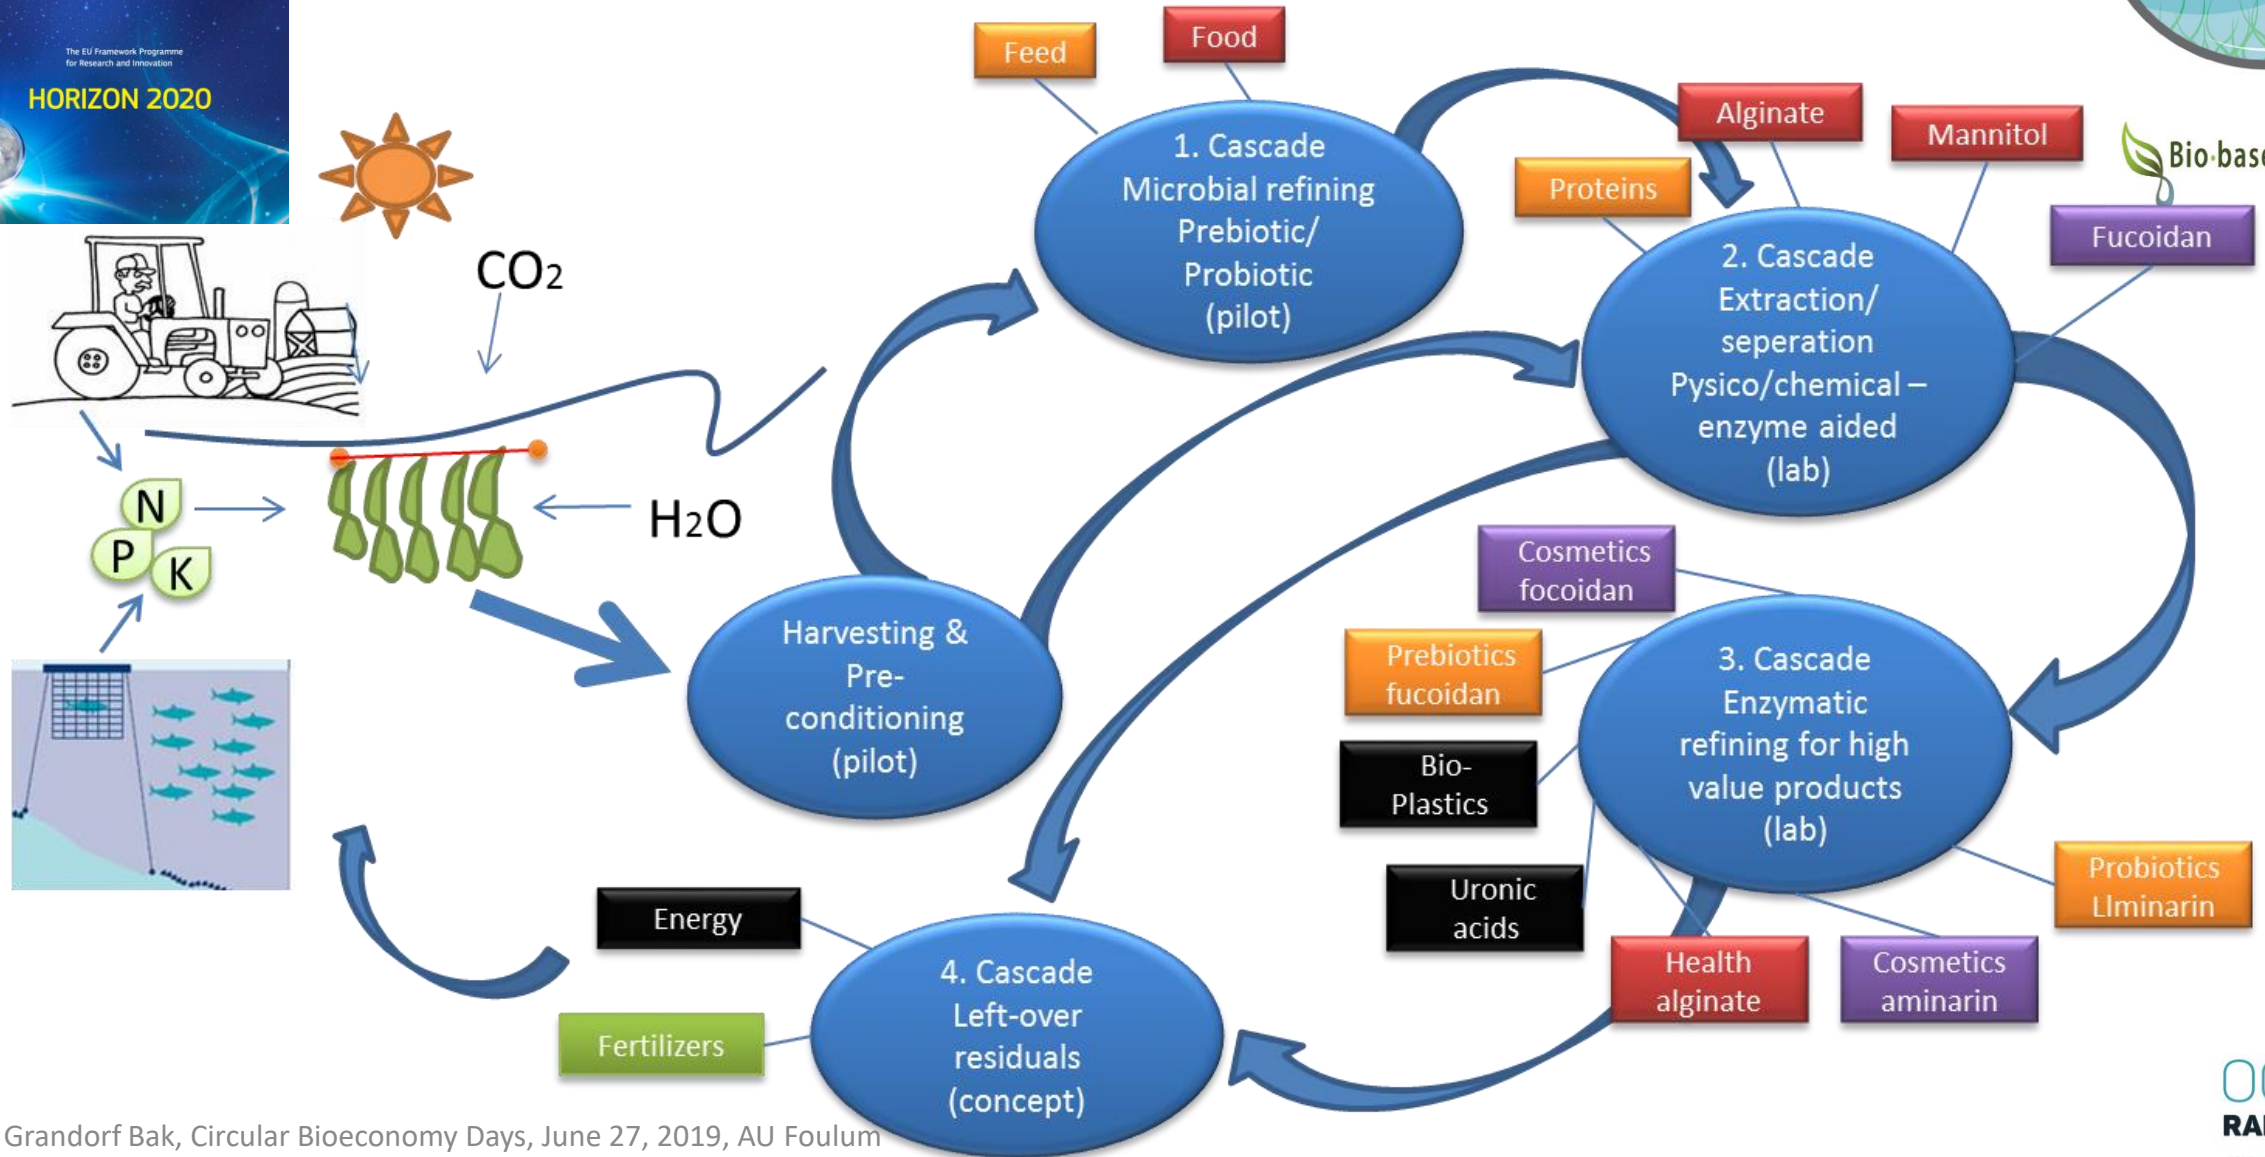 The EU Framework Programme
for Research and Innovation
HORIZON 2020
Feed
Food
1. Cascade
Microbial refining
Prebiotic/
Probiotic
(pilot)
Alginate
Mannitol
Proteins
Fucoidan
Bio-base
2. Cascade
Extraction/
seperation
Pysico/chemical –
enzyme aided
(lab)
CO2
H2O
N
P
K
Harvesting &
Pre-
conditioning
(pilot)
Cosmetics
focoidan
Prebiotics
fucoidan
Bio-
Plastics
Uronic
acids
3. Cascade
Enzymatic
refining for high
value products
(lab)
Probiotics
LIminarin
Health
alginate
Cosmetics
aminarin
Energy
Fertilizers
4. Cascade
Left-over
residuals
(concept)
Grandorf Bak, Circular Bioeconomy Days, June 27, 2019, AU Foulum